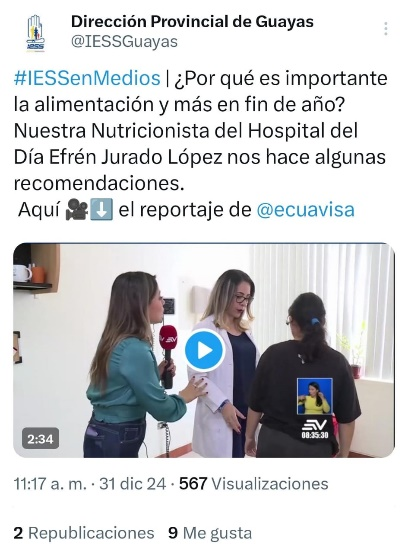 Dirección Provincial de Guayas
@IESSGuayas
#IESSenMedios | ¿Por qué es importante
la alimentación y más en fin de año?
Nuestra Nutricionista del Hospital del
Día Efrén Jurado López nos hace algunas
recomendaciones.
Aquí 🎥⬇️ el reportaje de @ecuavisa
2:34
08:35:30
11:17 a. m. · 31 dic 24 · 567 Visualizaciones
2 Republicaciones 9 Me gusta